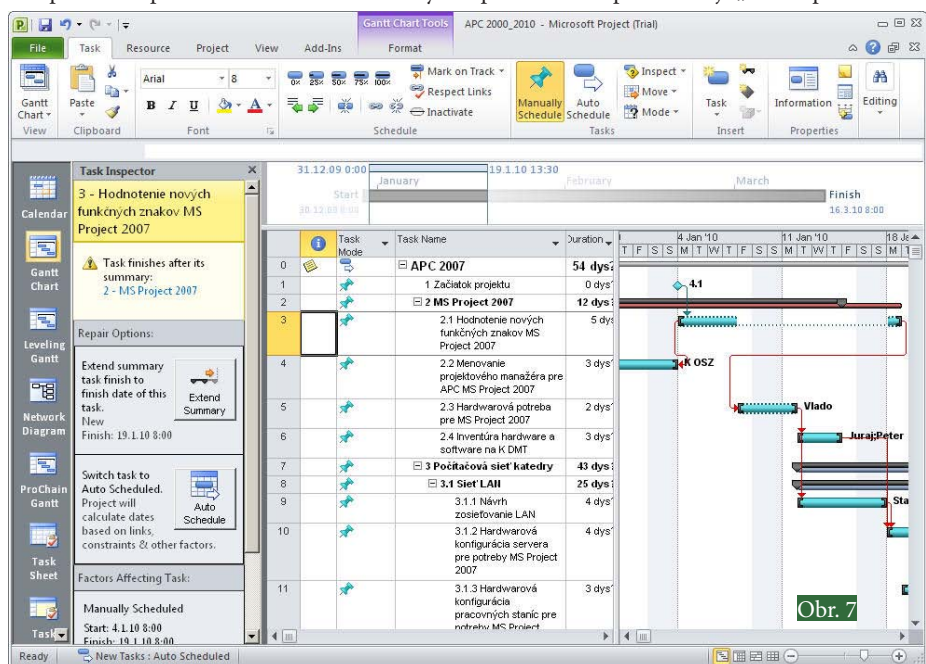 Gantt Chart Tools
APC 2000_2010 - Microsoft Project (Trial)
File Task Resource Project View Add-Ins Format
Gantt Chart
View
Paste
Clipboard
Arial 8
B I U A
Font
0% 25% 50% 75% 100%
Mark on Track
Respect Links
Inactivate
Schedule
Manually Schedule
Auto Schedule
Inspect
Move
Mode
Tasks
Task
Insert
Information
Properties
Editing
Calendar
Gantt Chart
Leveling Gantt
Network Diagram
ProChain Gantt
Task Sheet
Task
Task Inspector
3 - Hodnotenie nových
funkčných znakov MS
Project 2007
Task finishes after its
summary:
2 - MS Project 2007
Repair Options:
Extend summary
task finish to
finish date of this
task.
New
Finish: 19.1.10 8:00
Extend
Summary
Switch task to
Auto Scheduled.
Project will
calculate dates
based on links,
constraints & other factors.
Auto
Schedule
Factors Affecting Task:
Manually Scheduled
Start: 4.1.10 8:00
Finish: 19.1.10 8:00
31.12.09 0:00 19.1.10 13:30
January February March
Start
Finish
16.3.10 8:00
Task Mode Task Name Duration
4 Jan '10 11 Jan '10
T F S S M T W T F S S M T W T F S S M T
0 APC 2007 54 dys?
1 1 Začiatok projektu 0 dys
4.1
2 2 MS Project 2007 12 dys
3 2.1 Hodnotenie nových
funkčných znakov MS
Project 2007
5 dys
4 2.2 Menovanie
projektového manažéra pre
APC MS Project 2007
3 dys
K OSZ
5 2.3 Hardwarová potreba
pre MS Project 2007
2 dys
Vlado
6 2.4 Inventúra hardware a
software na K DMT
3 dys
Juraj;Peter
7 3 Počítačová sieť katedry 43 dys
8 3.1 Sieť LAN 25 dys
9 3.1.1 Návrh
zosieťovanie LAN
4 dys
Sta
10 3.1.2 Hardwarová
konfigurácia servera
pre potreby MS Project
2007
4 dys
11 3.1.3 Hardwarová
konfigurácia
pracovných staníc pre
potreby MS Project
3 dys
Obr. 7
Ready New Tasks : Auto Scheduled